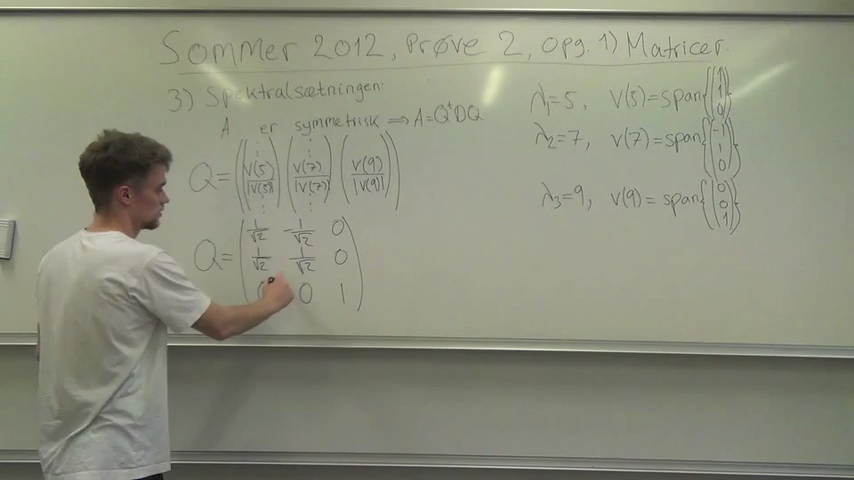 Sommer 2012, Prøve 2, opg. 1) Matricer.
3) Spektralsætningen:
A er symmetrisk ⟹ A=QᵗDQ
Q = ( ( V(5) / |V(5)| ) ( V(7) / |V(7)| ) ( V(9) / |V(9)| ) )
Q = ( 1/√2 -1/√2 0
1/√2 1/√2 0
0 1 )
λ₁=5, V(5)=span{(1 1 0)}
λ₂=7, V(7)=span{(-1 1 0)}
λ₃=9, V(9)=span{(0 0 1)}